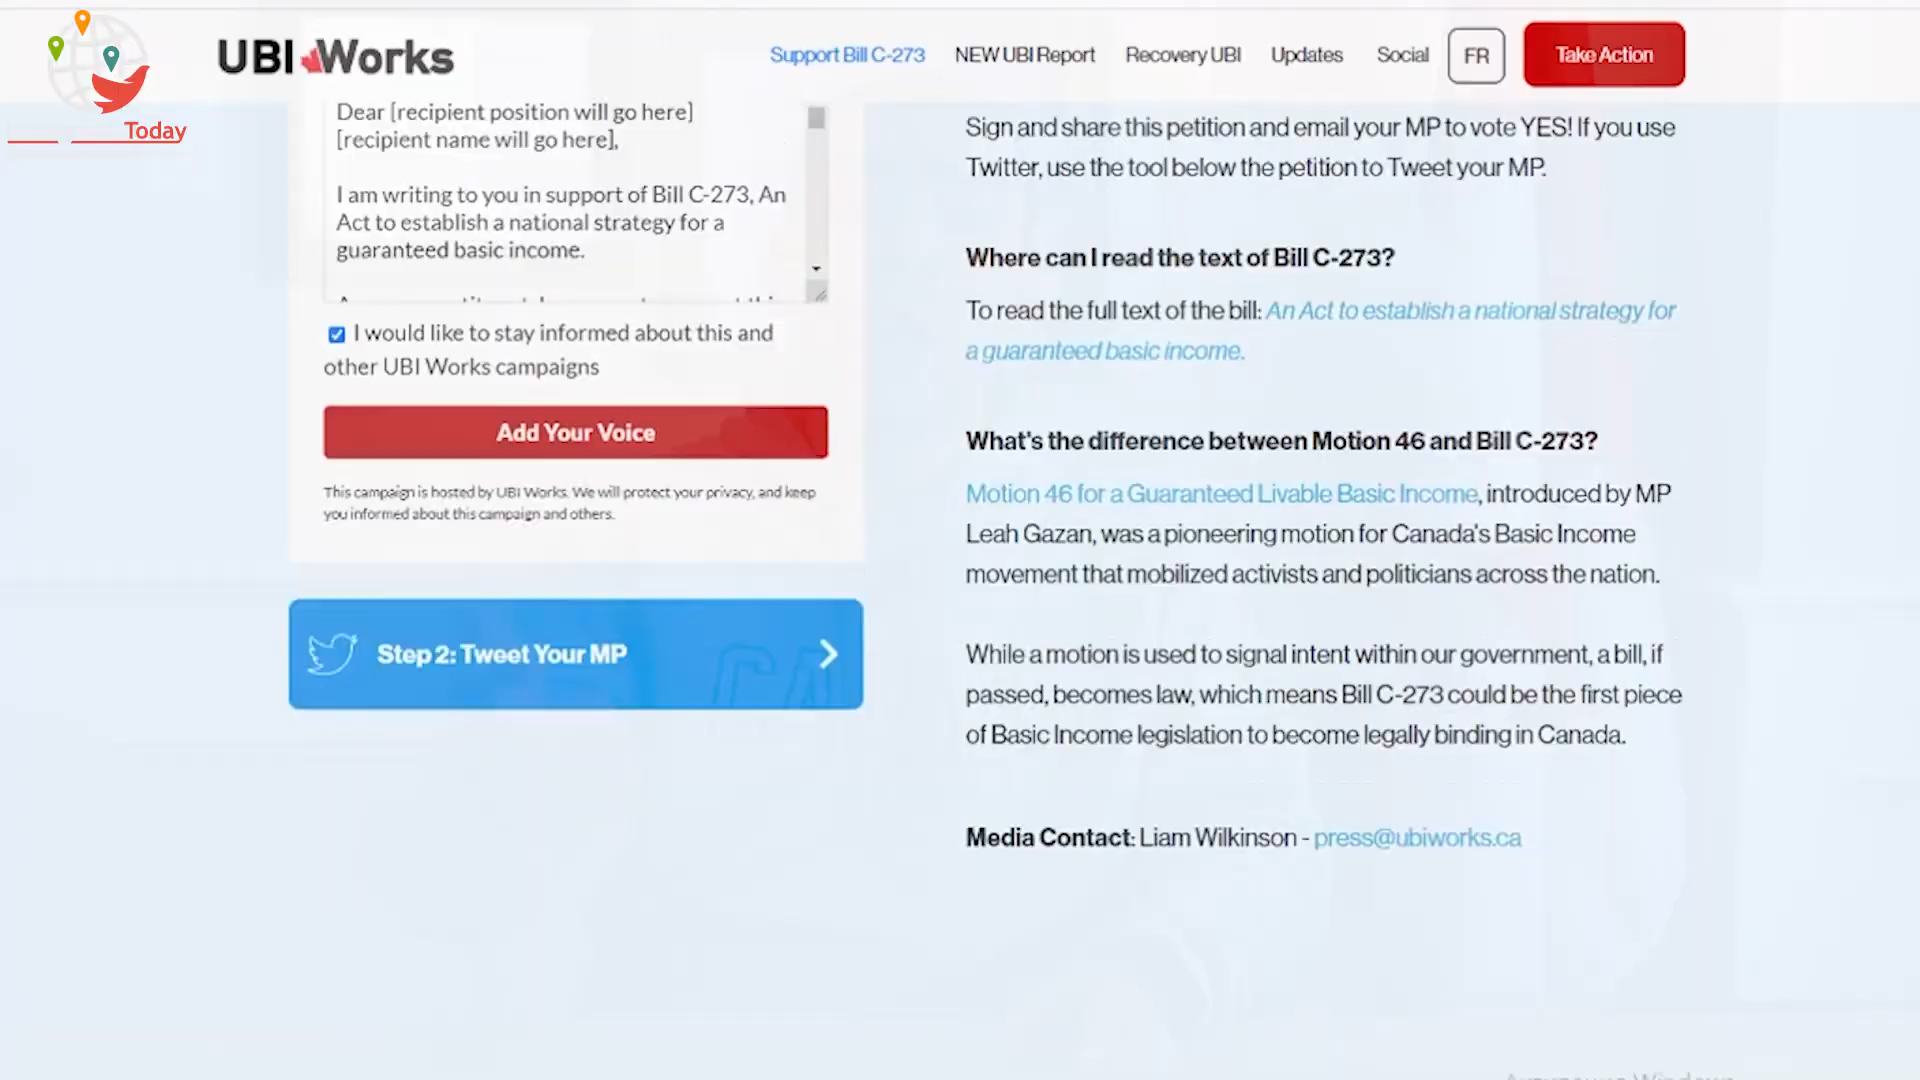 Today
UBI Works
Support Bill C-273
NEW UBI Report
Recovery UBI
Updates
Social
FR
Take Action
Dear [recipient position will go here]
[recipient name will go here],
I am writing to you in support of Bill C-273, An
Act to establish a national strategy for a
guaranteed basic income.
I would like to stay informed about this and
other UBI Works campaigns
Add Your Voice
This campaign is hosted by UBI Works. We will protect your privacy, and keep
you informed about this campaign and others.
Step 2: Tweet Your MP
Sign and share this petition and email your MP to vote YES! If you use
Twitter, use the tool below the petition to Tweet your MP.
Where can I read the text of Bill C-273?
To read the full text of the bill: An Act to establish a national strategy for
a guaranteed basic income.
What's the difference between Motion 46 and Bill C-273?
Motion 46 for a Guaranteed Livable Basic Income, introduced by MP
Leah Gazan, was a pioneering motion for Canada's Basic Income
movement that mobilized activists and politicians across the nation.
While a motion is used to signal intent within our government, a bill, if
passed, becomes law, which means Bill C-273 could be the first piece
of Basic Income legislation to become legally binding in Canada.
Media Contact: Liam Wilkinson - press@ubiworks.ca